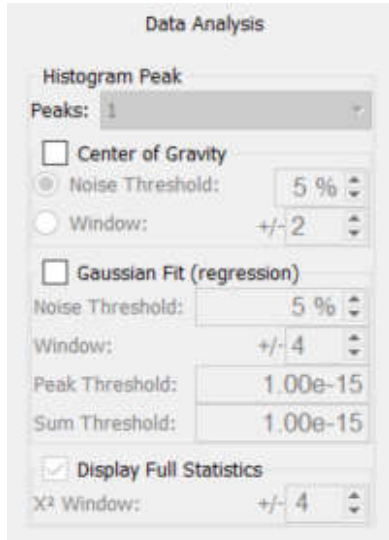 Data Analysis
Histogram Peak
Peaks: 1
Center of Gravity
Noise Threshold: 5 %
Window: +/- 2
Gaussian Fit (regression)
Noise Threshold: 5 %
Window: +/- 4
Peak Threshold: 1.00e-15
Sum Threshold: 1.00e-15
Display Full Statistics
X² Window: +/- 4